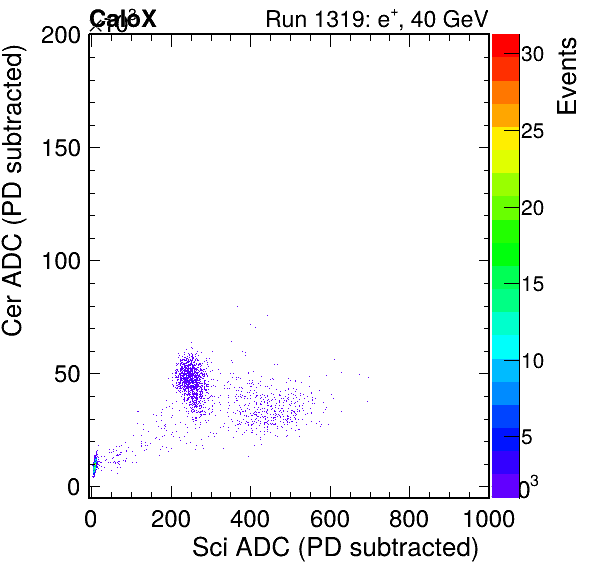 CaloX
×10³
Run 1319: e⁺, 40 GeV
Cer ADC (PD subtracted)
200
150
100
50
0
0 200 400 600 800 1000
Sci ADC (PD subtracted)
Events
30
25
20
15
10
5
0